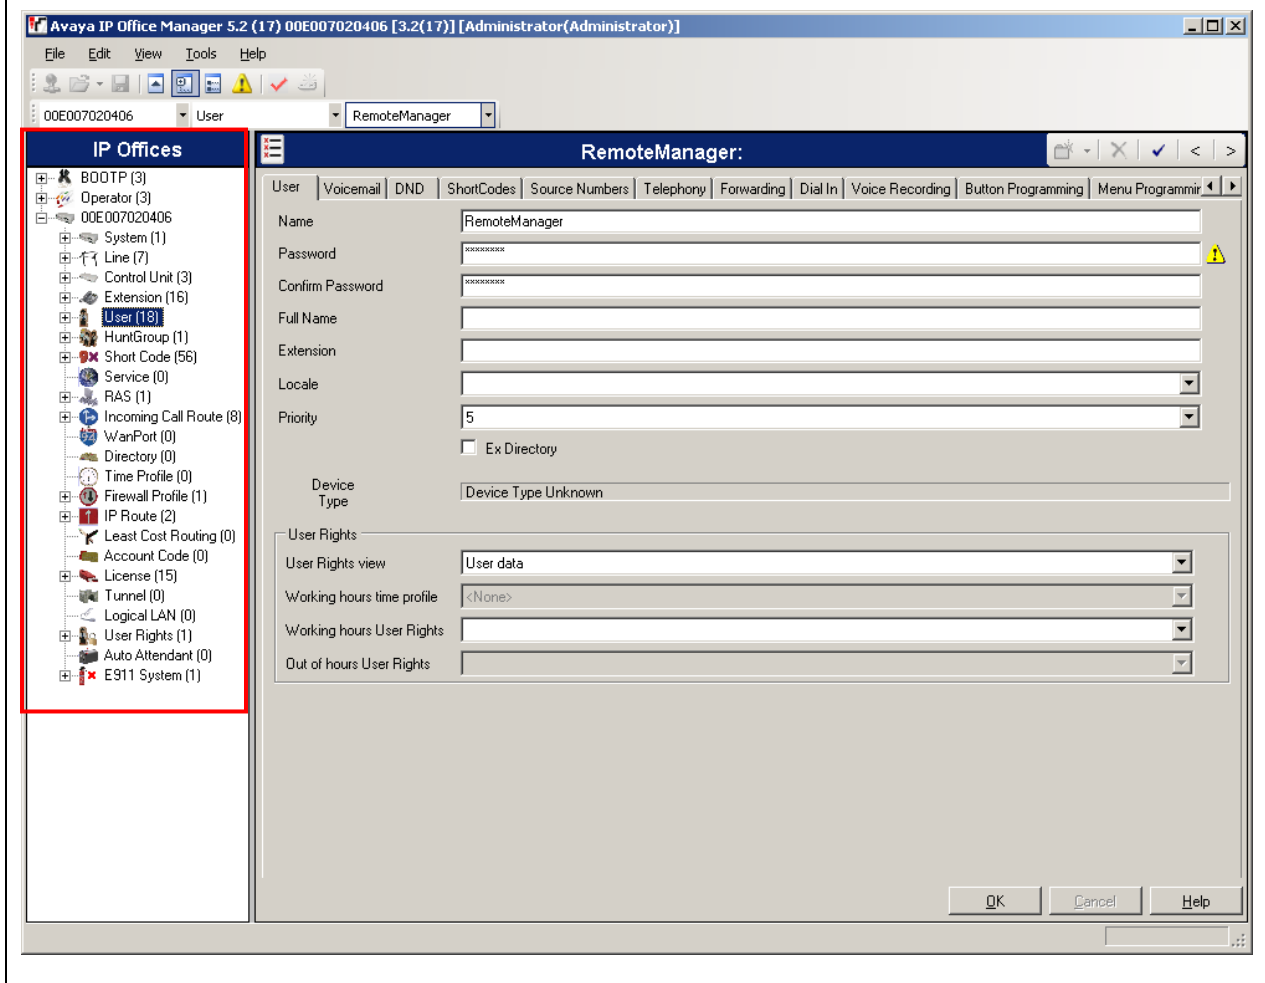 Avaya IP Office Manager 5.2 (17) 00E007020406 [3.2(17)] [Administrator(Administrator)]
File Edit View Tools Help
00E007020406 User RemoteManager
IP Offices
BOOTP (3)
Operator (3)
00E007020406
System (1)
Line (7)
Control Unit (3)
Extension (16)
User (18)
HuntGroup (1)
Short Code (56)
Service (0)
RAS (1)
Incoming Call Route (8)
WanPort (0)
Directory (0)
Time Profile (0)
Firewall Profile (1)
IP Route (2)
Least Cost Routing (0)
Account Code (0)
License (15)
Tunnel (0)
Logical LAN (0)
User Rights (1)
Auto Attendant (0)
E911 System (1)
RemoteManager:
User Voicemail DND ShortCodes Source Numbers Telephony Forwarding Dial In Voice Recording Button Programming Menu Programmin
Name RemoteManager
Password xxxxxxxx
Confirm Password xxxxxxxx
Full Name
Extension
Locale
Priority 5
Ex Directory
Device
Type
Device Type Unknown
User Rights
User Rights view User data
Working hours time profile <None>
Working hours User Rights
Out of hours User Rights
OK Cancel Help